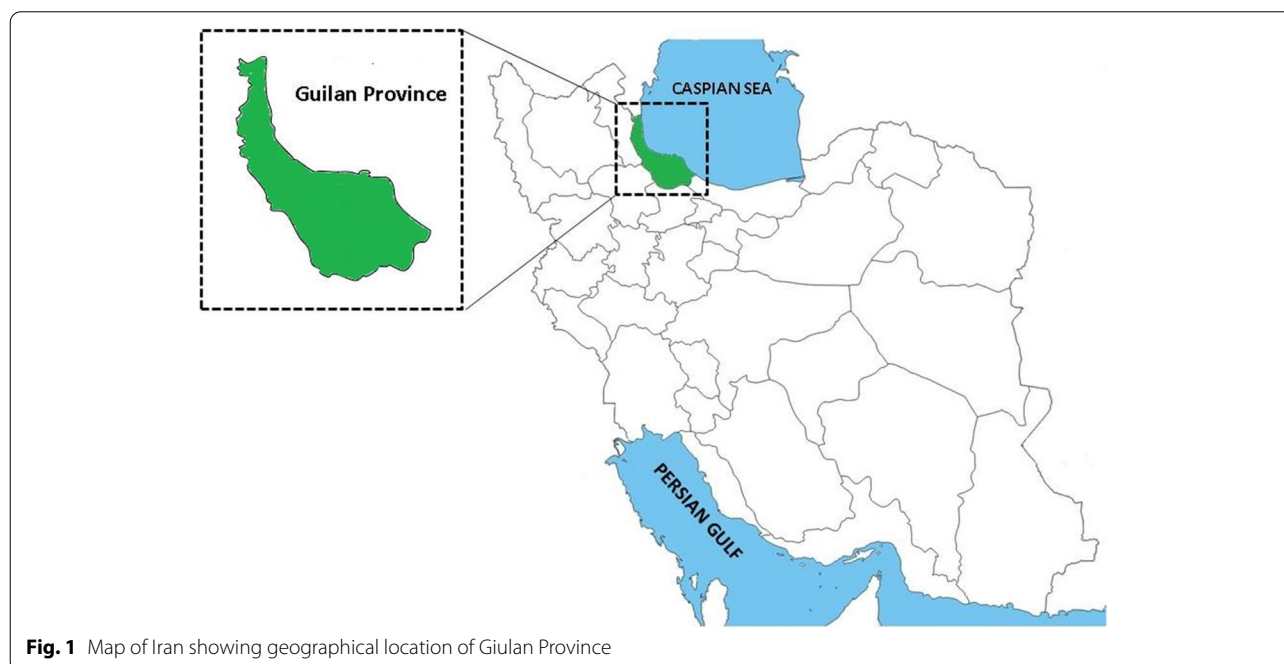 Guilan Province
CASPIAN SEA
PERSIAN GULF
Fig. 1 Map of Iran showing geographical location of Giulan Province